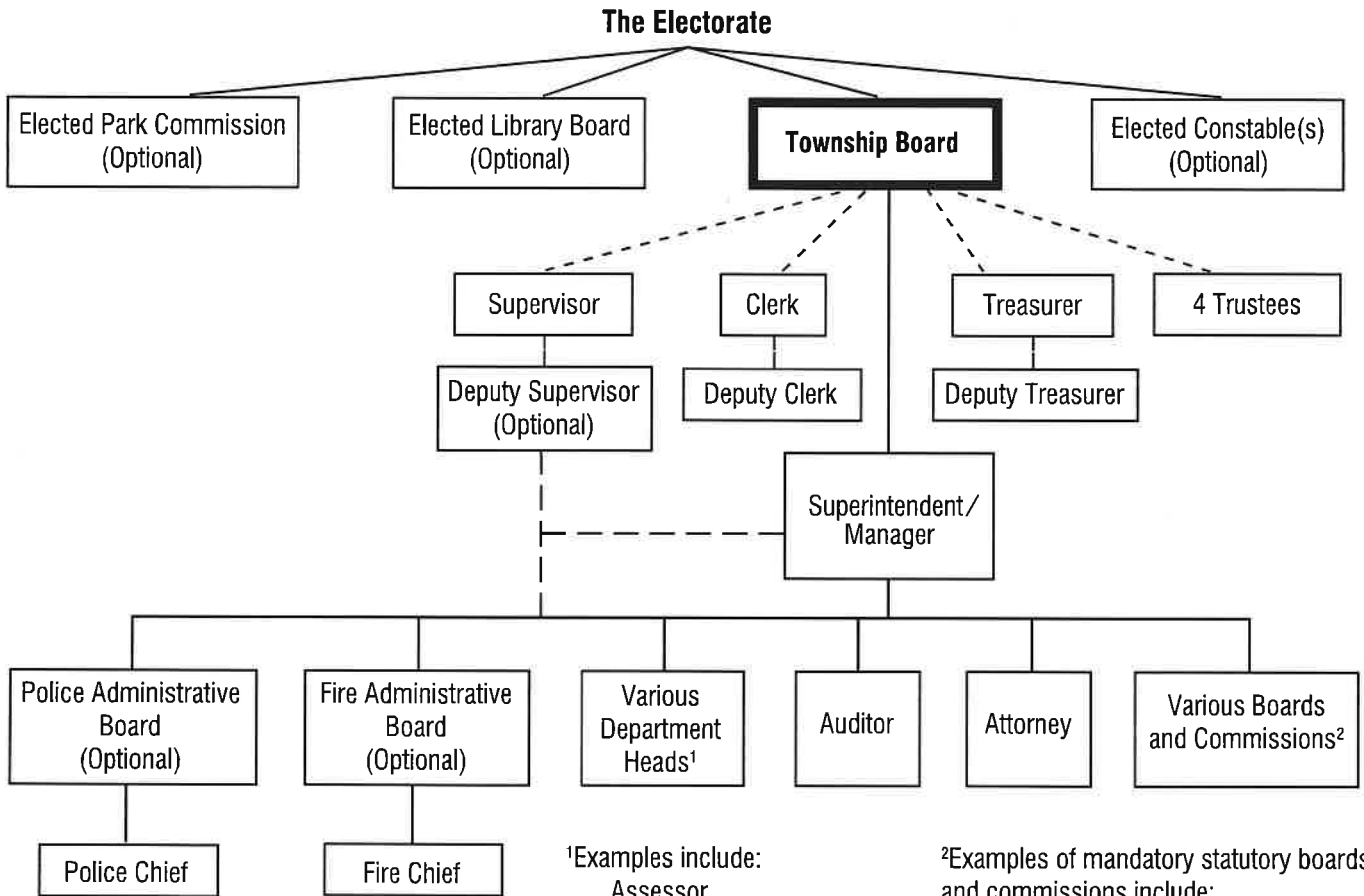 The Electorate
Elected Park Commission
(Optional)
Elected Library Board
(Optional)
Township Board
Elected Constable(s)
(Optional)
Supervisor
Clerk
Treasurer
4 Trustees
Deputy Supervisor
(Optional)
Deputy Clerk
Deputy Treasurer
Superintendent/
Manager
Police Administrative
Board
(Optional)
Fire Administrative
Board
(Optional)
Various
Department
Heads¹
Auditor
Attorney
Various Boards
and Commissions²
Police Chief
Fire Chief
¹Examples include:
Assessor
²Examples of mandatory statutory boards
and commissions include: